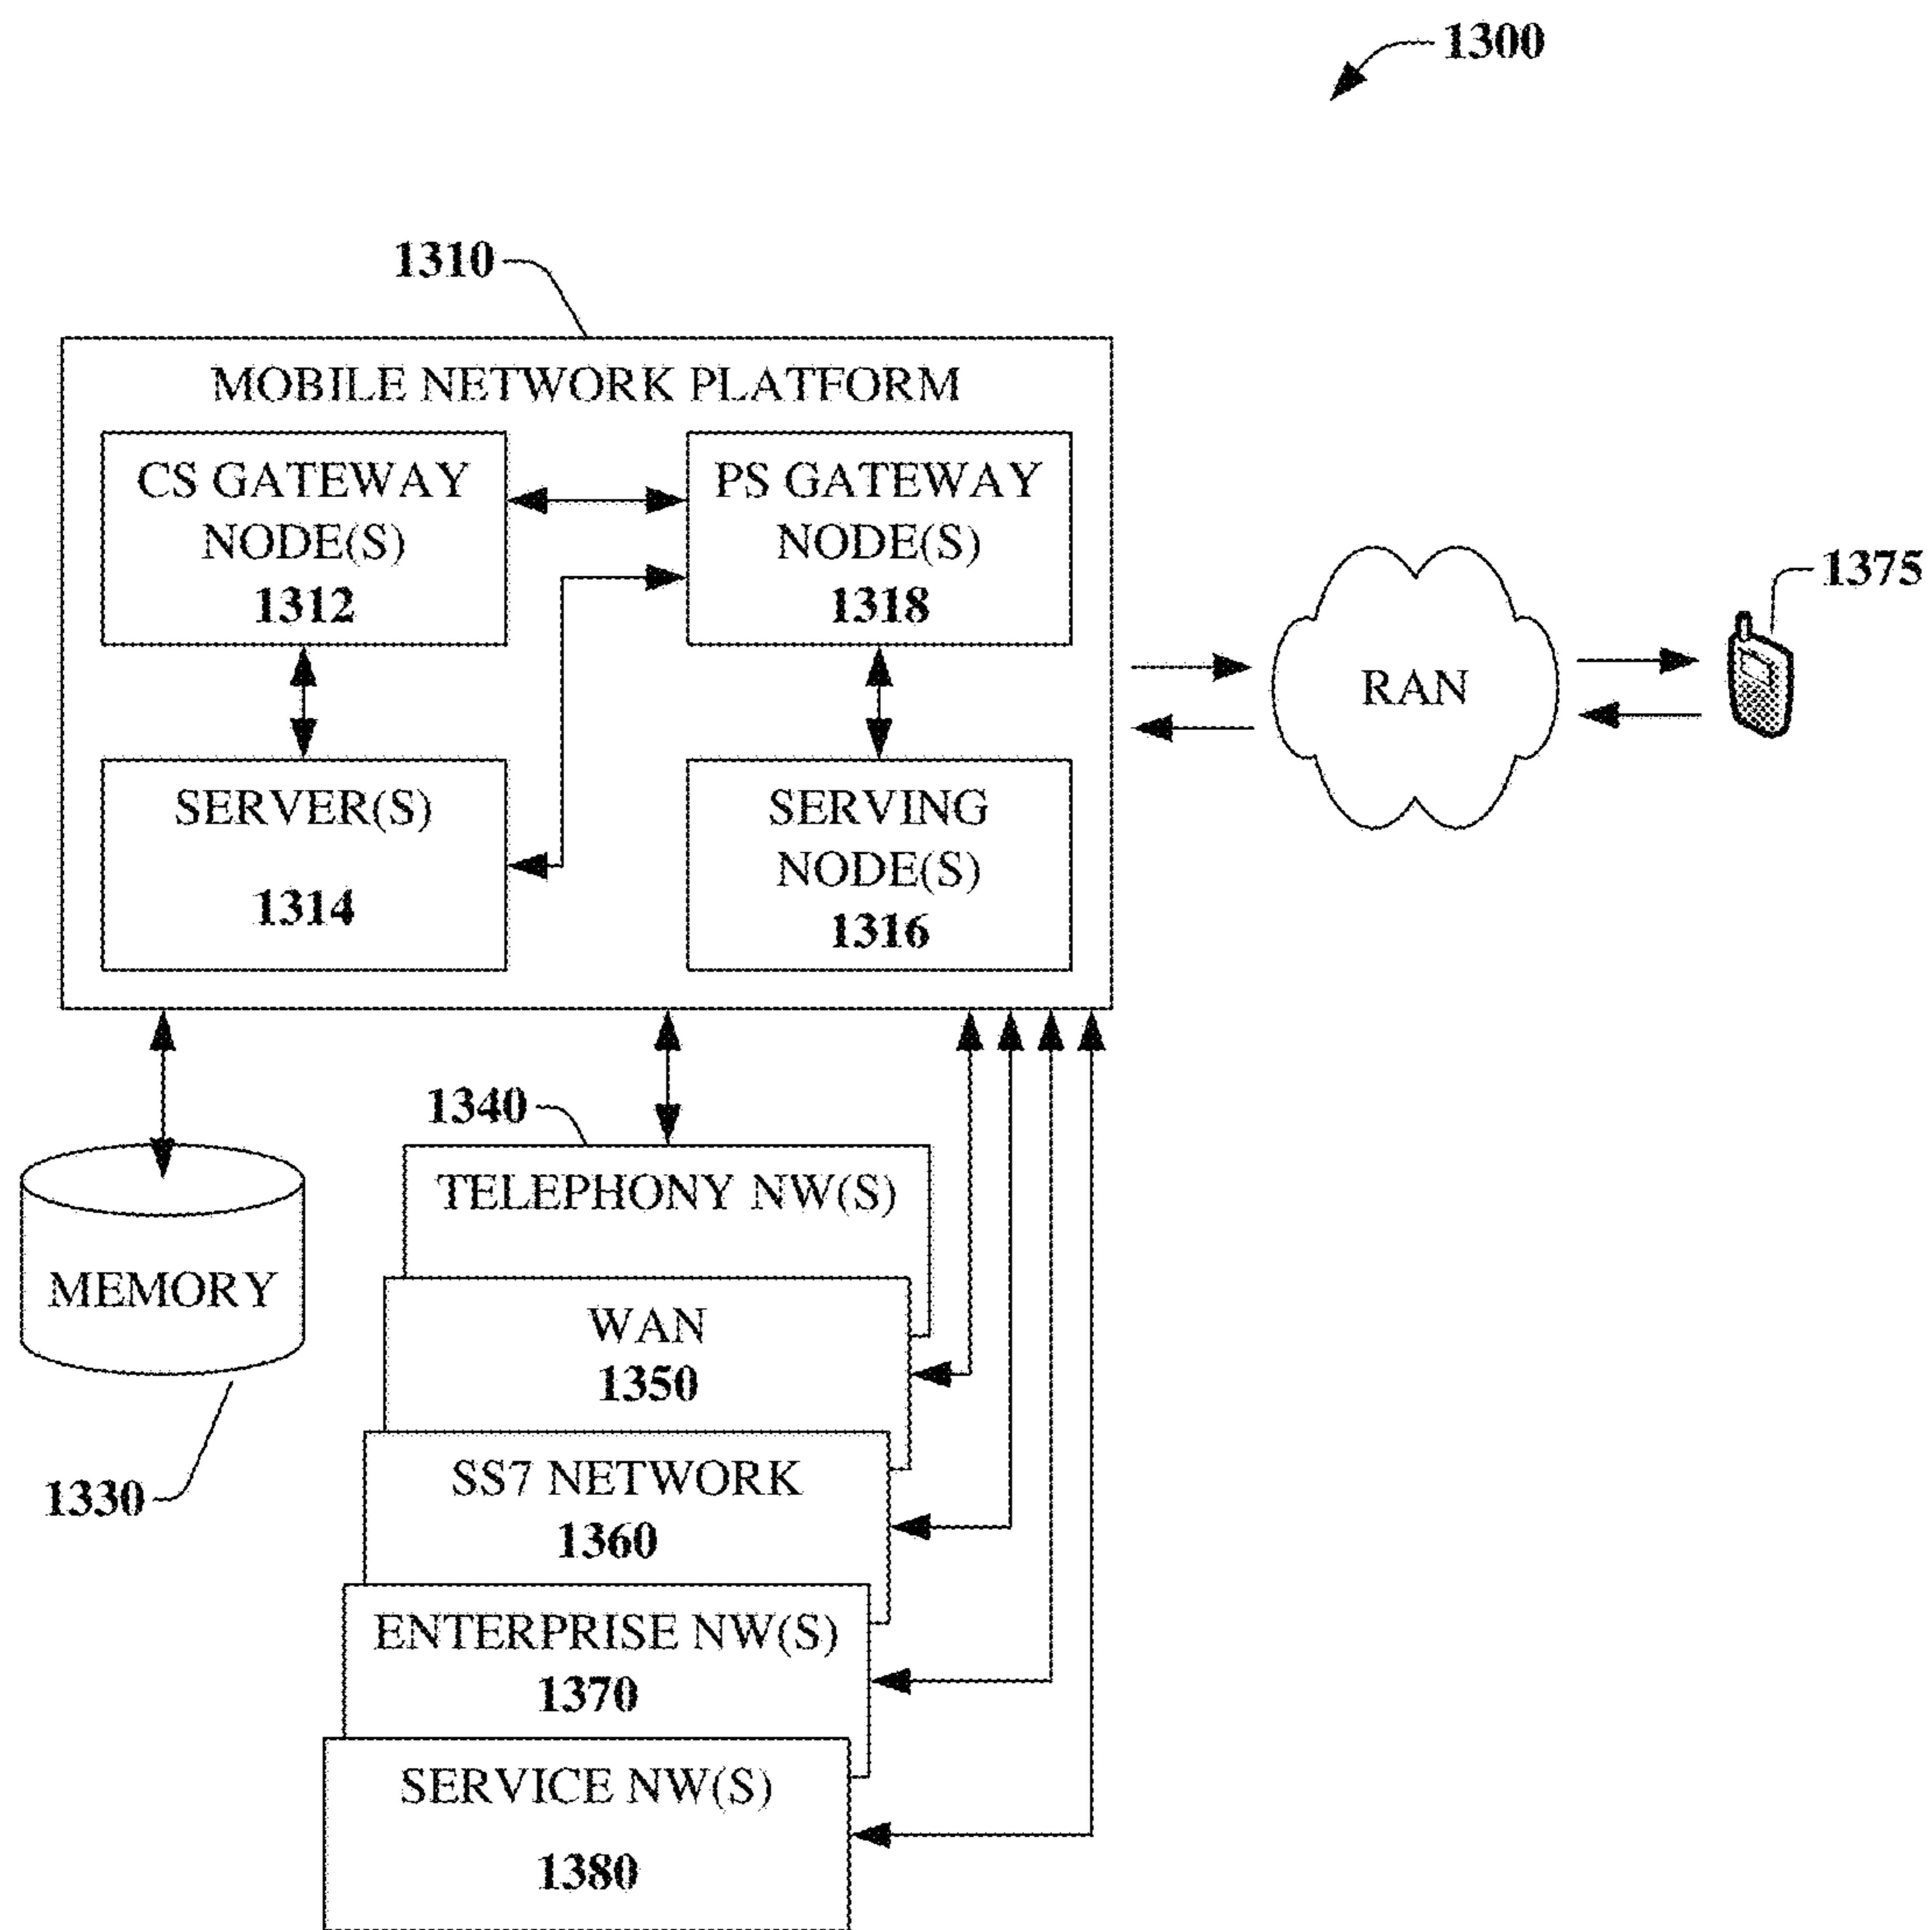 1300
1310
MOBILE NETWORK PLATFORM
CS GATEWAY
NODE(S)
1312
PS GATEWAY
NODE(S)
1318
SERVER(S)
1314
SERVING
NODE(S)
1316
RAN
1375
1340
TELEPHONY NW(S)
MEMORY
1330
WAN
1350
SS7 NETWORK
1360
ENTERPRISE NW(S)
1370
SERVICE NW(S)
1380